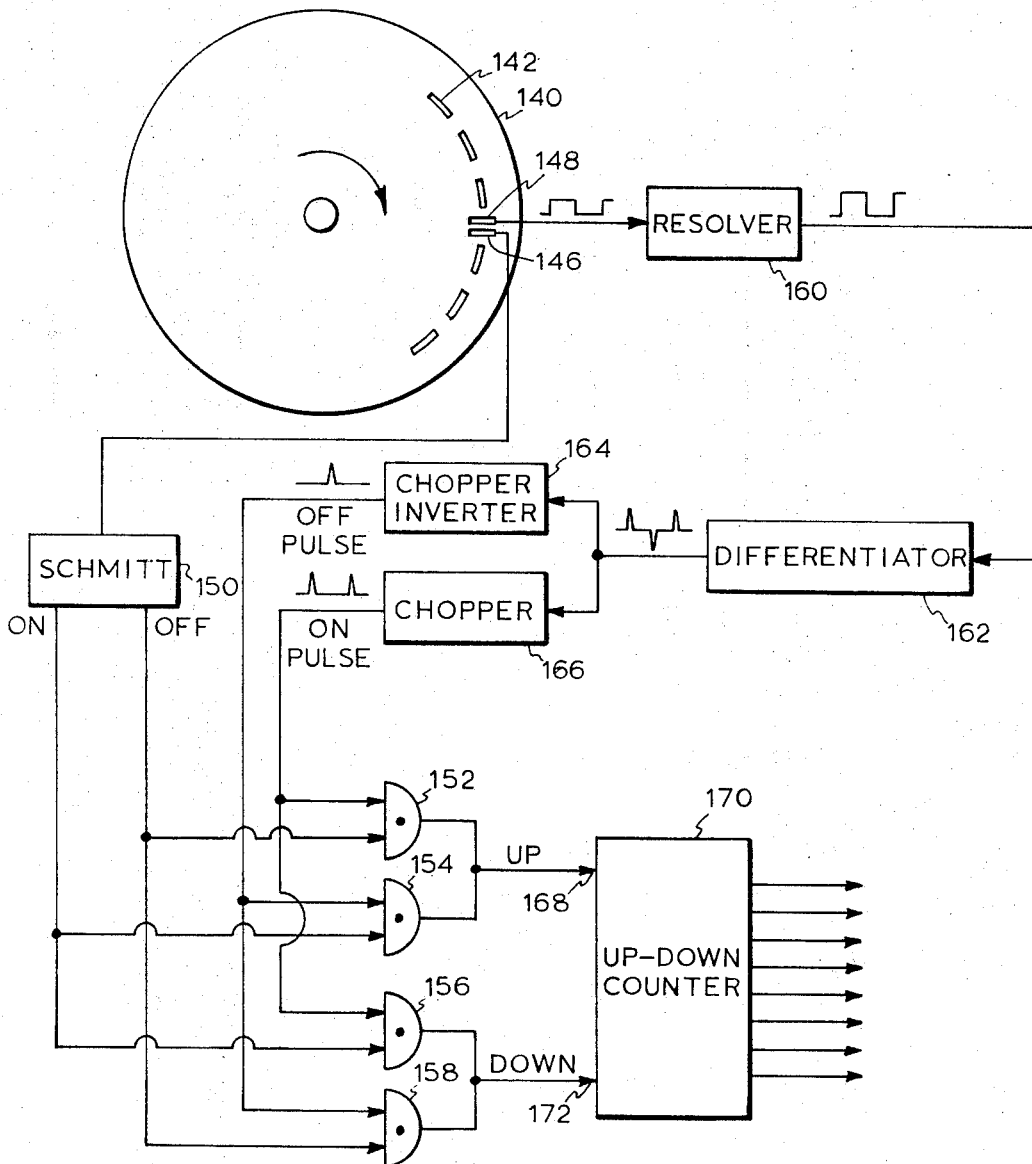 142
140
148
146
RESOLVER
160
164
CHOPPER
INVERTER
OFF
PULSE
DIFFERENTIATOR
162
SCHMITT
150
ON
OFF
CHOPPER
166
ON
PULSE
152
154
156
158
UP
168
170
UP-DOWN
COUNTER
DOWN
172